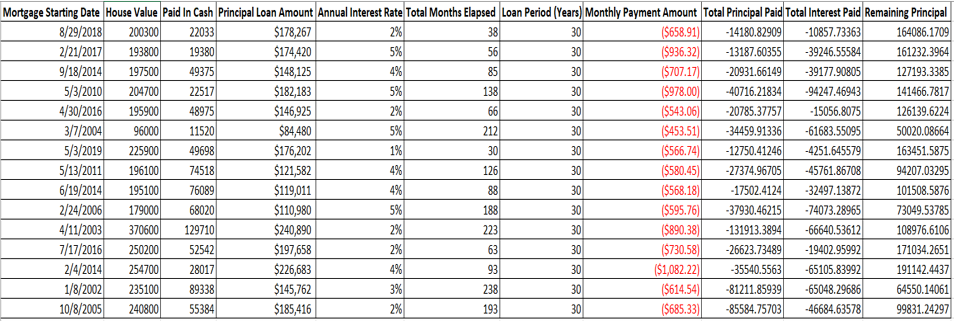 Mortgage Starting Date House Value Paid In Cash Principal Loan Amount Annual Interest Rate Total Months Elapsed Loan Period (Years) Monthly Payment Amount Total Principal Paid Total Interest Paid Remaining Principal
8/29/2018 200300 22033 $178,267 2% 38 30 ($658.91) -14180.82909 -10857.73363 164086.1709
2/21/2017 193800 19380 $174,420 5% 56 30 ($936.32) -13187.60355 -39246.55584 161232.3964
9/18/2014 197500 49375 $148,125 4% 85 30 ($707.17) -20931.66149 -39177.90805 127193.3385
5/3/2010 204700 22517 $182,183 5% 138 30 ($978.00) -40716.21834 -94247.46943 141466.7817
4/30/2016 195900 48975 $146,925 2% 66 30 ($543.06) -20785.37757 -15056.8075 126139.6224
3/7/2004 96000 11520 $84,480 5% 212 30 ($453.51) -34459.91336 -61683.55095 50020.08664
5/3/2019 225900 49698 $176,202 1% 30 30 ($566.74) -12750.41246 -4251.645579 163451.5875
5/13/2011 196100 74518 $121,582 4% 126 30 ($580.45) -27374.96705 -45761.86708 94207.03295
6/19/2014 195100 76089 $119,011 4% 88 30 ($568.18) -17502.4124 -32497.13872 101508.5876
2/24/2006 179000 68020 $110,980 5% 188 30 ($595.76) -37930.46215 -74073.28965 73049.53785
4/11/2003 370600 129710 $240,890 2% 223 30 ($890.38) -131913.3894 -66640.53612 108976.6106
7/17/2016 250200 52542 $197,658 2% 63 30 ($730.58) -26623.73489 -19402.95992 171034.2651
2/4/2014 254700 28017 $226,683 4% 93 30 ($1,082.22) -35540.5563 -65105.83992 191142.4437
1/8/2002 235100 89338 $145,762 3% 238 30 ($614.54) -81211.85939 -65048.29686 64550.14061
10/8/2005 240800 55384 $185,416 2% 193 30 ($685.33) -85584.75703 -46684.63578 99831.24297